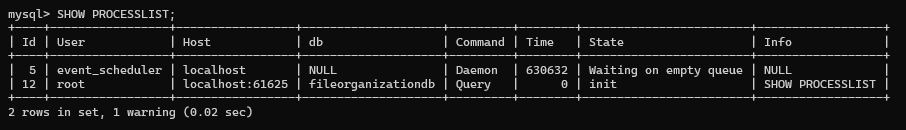 mysql> SHOW PROCESSLIST;
+----+-----------------+-----------------+--------------------+---------+--------+------------------------+------------------+
| Id | User            | Host            | db                 | Command | Time   | State                  | Info             |
+----+-----------------+-----------------+--------------------+---------+--------+------------------------+------------------+
|  5 | event_scheduler | localhost       | NULL               | Daemon  | 630632 | Waiting on empty queue | NULL             |
| 12 | root            | localhost:61625 | fileorganizationdb | Query   |      0 | init                   | SHOW PROCESSLIST |
+----+-----------------+-----------------+--------------------+---------+--------+------------------------+------------------+
2 rows in set, 1 warning (0.02 sec)